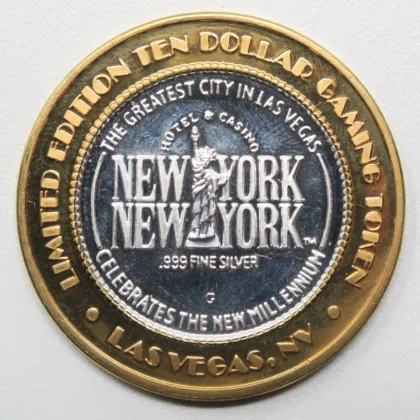 LIMITED EDITION TEN DOLLAR GAMING TOKEN
THE GREATEST CITY IN LAS VEGAS
HOTEL & CASINO
NEW YORK
NEW YORK™
.999 FINE SILVER
G
CELEBRATES THE NEW MILLENNIUM
• LAS VEGAS, NV •